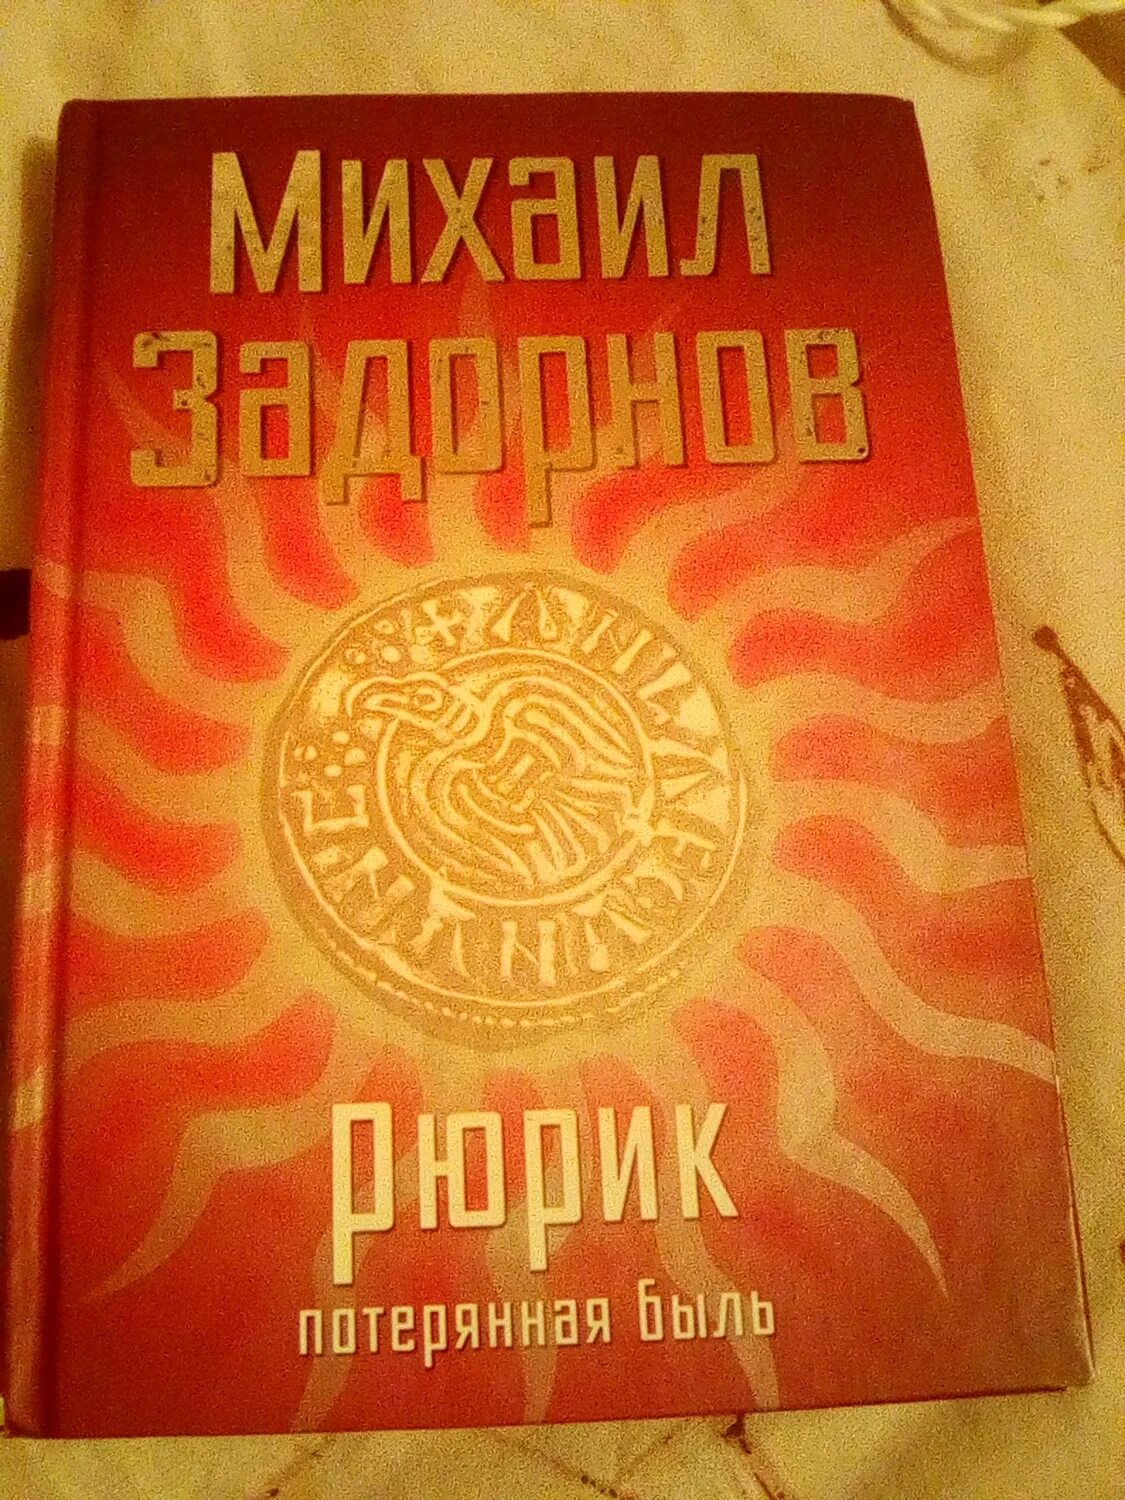 Михаил
Задорнов
Рюрик
потерянная быль